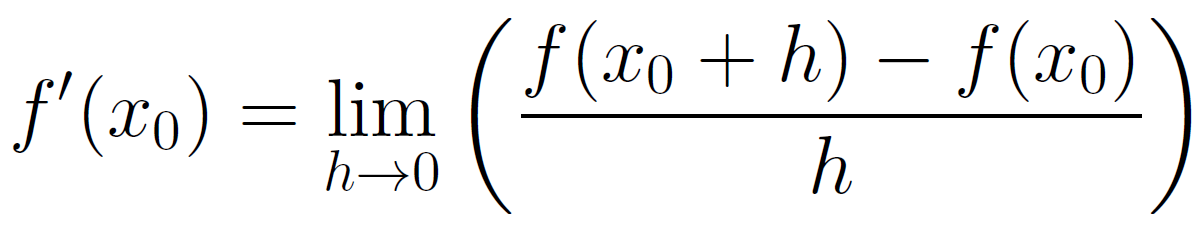 f′(x₀) = lim_{h→0} ( (f(x₀ + h) − f(x₀)) / h )